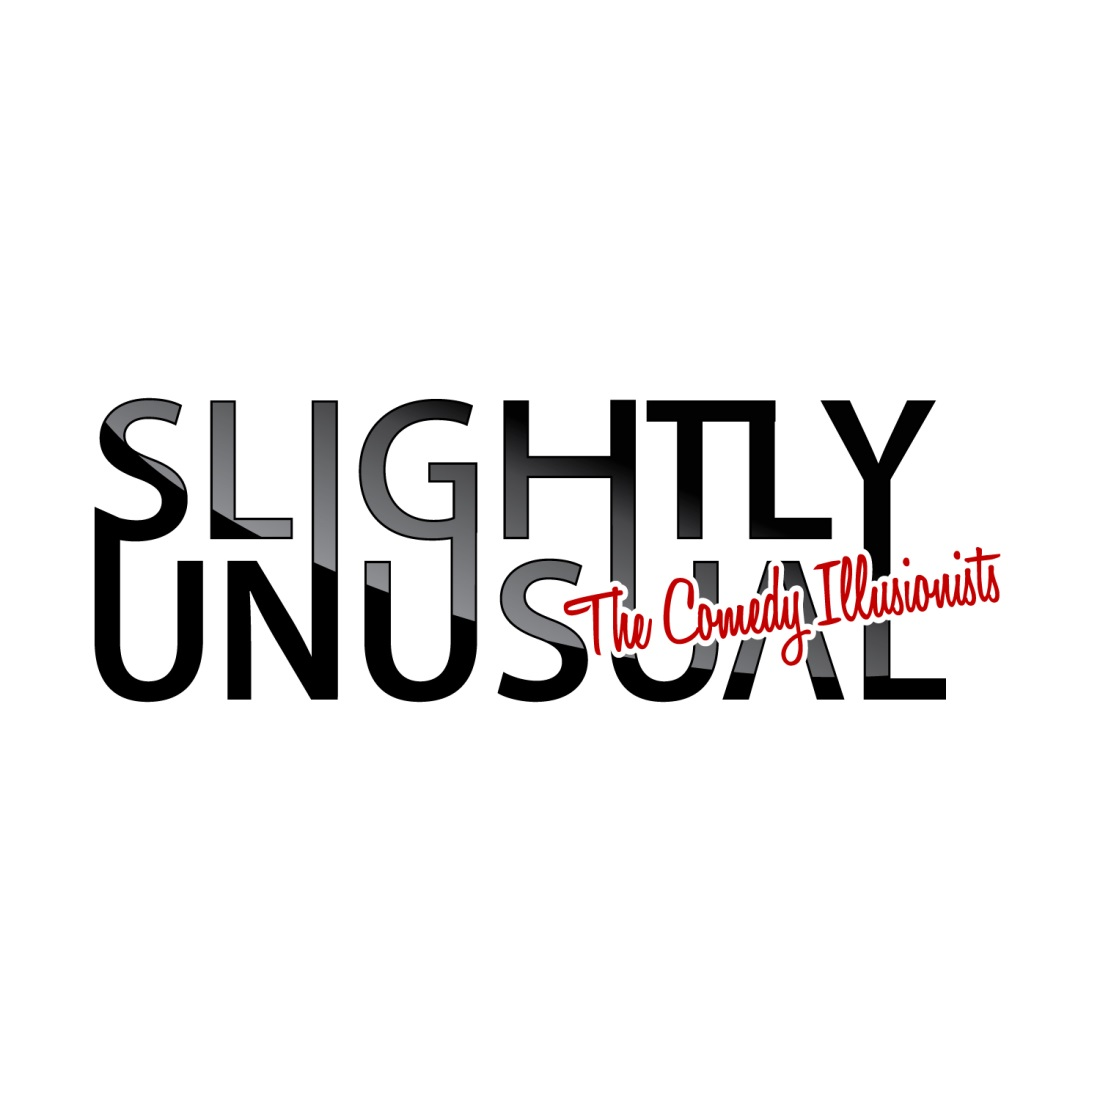 SLIGHTLY
UNUSUAL
The Comedy Illusionists